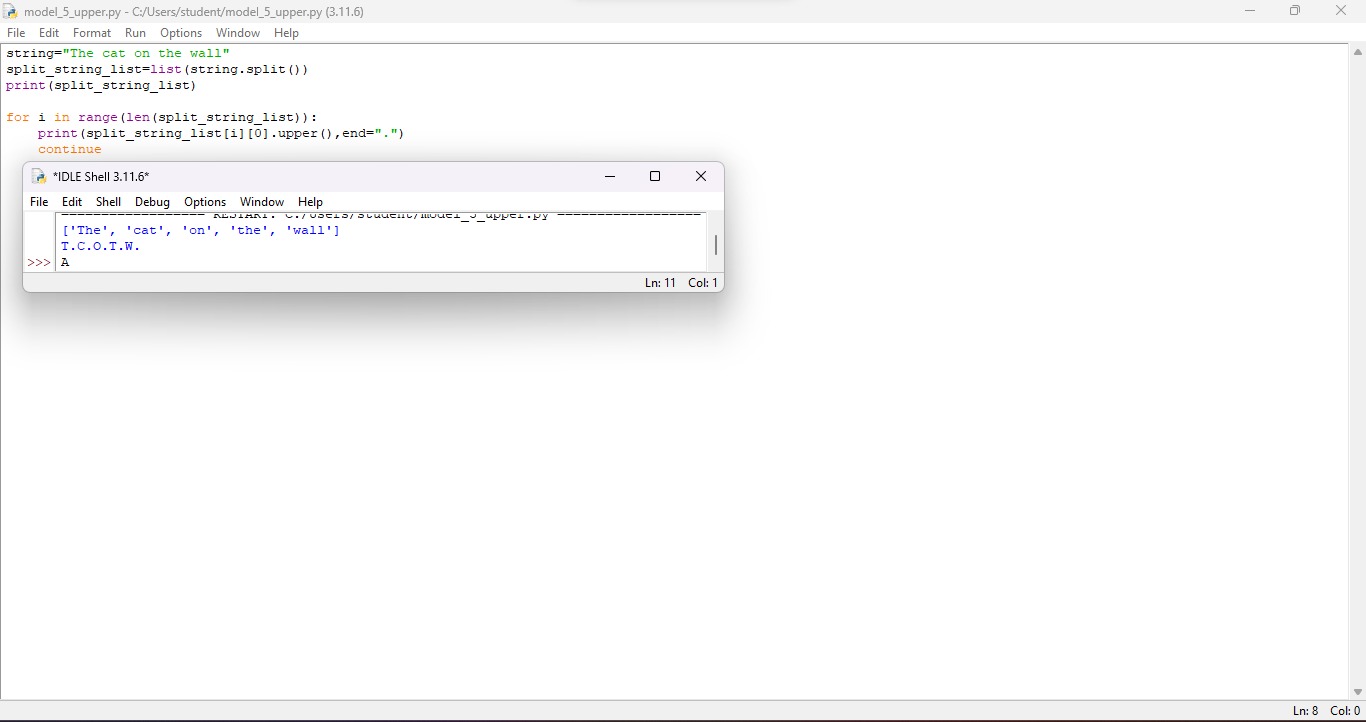 model_5_upper.py - C:/Users/student/model_5_upper.py (3.11.6)
File Edit Format Run Options Window Help
string="The cat on the wall"
split_string_list=list(string.split())
print(split_string_list)
for i in range(len(split_string_list)):
    print(split_string_list[i][0].upper(),end=".")
    continue
*IDLE Shell 3.11.6*
File Edit Shell Debug Options Window Help
=================== RESTART: C:/Users/student/model_5_upper.py ===================
['The', 'cat', 'on', 'the', 'wall']
T.C.O.T.W.
>>> A
Ln: 11 Col: 1
Ln: 8 Col: 0